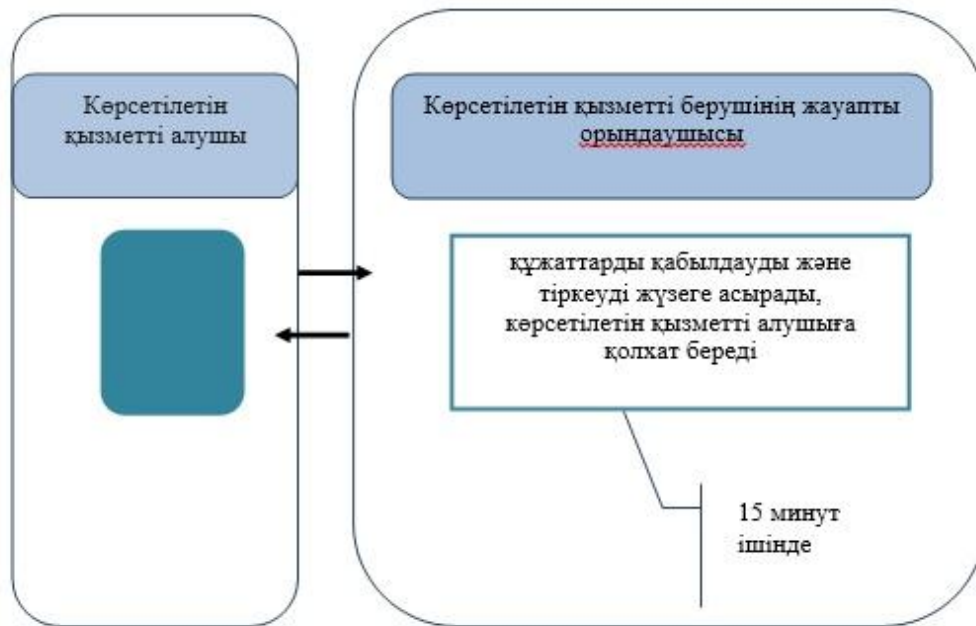 Көрсетілетін
қызметті алушы
Көрсетілетін қызметті берушінің жауапты
орындаушысы
құжаттарды қабылдауды және
тіркеуді жүзеге асырады,
көрсетілетін қызметті алушыға
қолхат береді
15 минут
ішінде